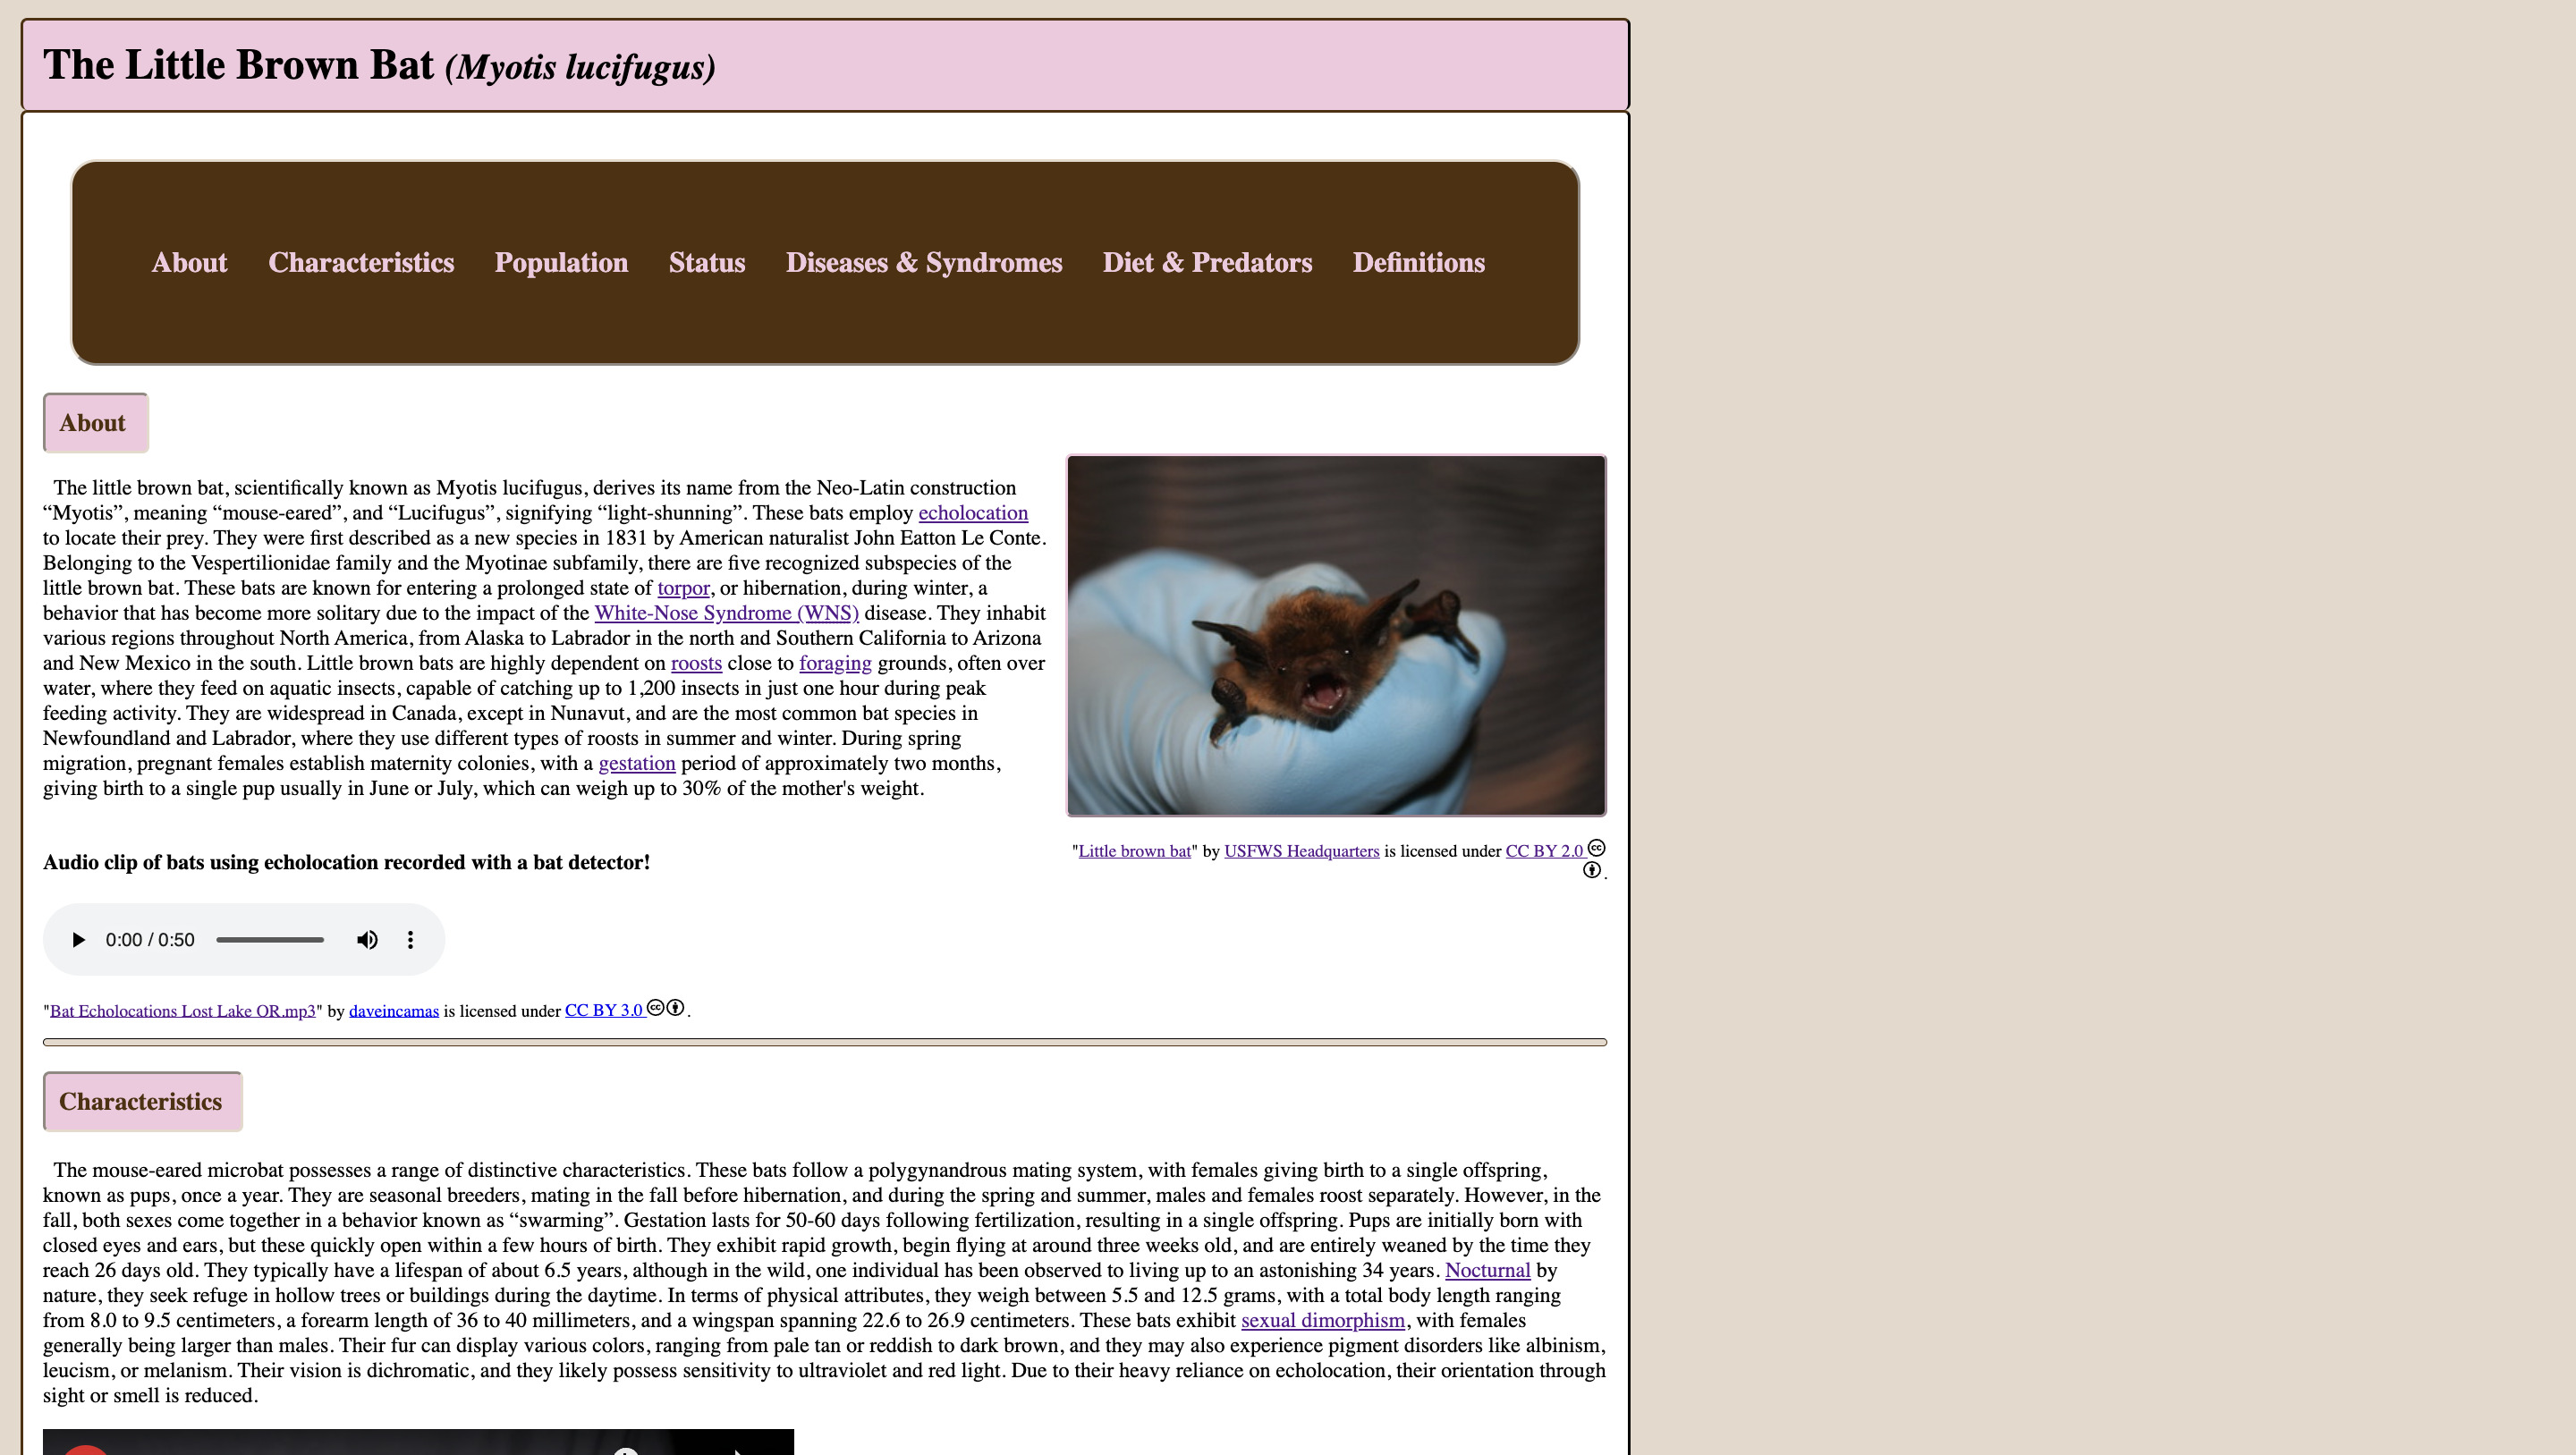 The Little Brown Bat (Myotis lucifugus)
About Characteristics Population Status Diseases & Syndromes Diet & Predators Definitions
About
The little brown bat, scientifically known as Myotis lucifugus, derives its name from the Neo-Latin construction
“Myotis”, meaning “mouse-eared”, and “Lucifugus”, signifying “light-shunning”. These bats employ echolocation
to locate their prey. They were first described as a new species in 1831 by American naturalist John Eatton Le Conte.
Belonging to the Vespertilionidae family and the Myotinae subfamily, there are five recognized subspecies of the
little brown bat. These bats are known for entering a prolonged state of torpor, or hibernation, during winter, a
behavior that has become more solitary due to the impact of the White-Nose Syndrome (WNS) disease. They inhabit
various regions throughout North America, from Alaska to Labrador in the north and Southern California to Arizona
and New Mexico in the south. Little brown bats are highly dependent on roosts close to foraging grounds, often over
water, where they feed on aquatic insects, capable of catching up to 1,200 insects in just one hour during peak
feeding activity. They are widespread in Canada, except in Nunavut, and are the most common bat species in
Newfoundland and Labrador, where they use different types of roosts in summer and winter. During spring
migration, pregnant females establish maternity colonies, with a gestation period of approximately two months,
giving birth to a single pup usually in June or July, which can weigh up to 30% of the mother's weight.
"Little brown bat" by USFWS Headquarters is licensed under CC BY 2.0
.
Audio clip of bats using echolocation recorded with a bat detector!
0:00 / 0:50
"Bat Echolocations Lost Lake OR.mp3" by daveincamas is licensed under CC BY 3.0 .
Characteristics
The mouse-eared microbat possesses a range of distinctive characteristics. These bats follow a polygynandrous mating system, with females giving birth to a single offspring,
known as pups, once a year. They are seasonal breeders, mating in the fall before hibernation, and during the spring and summer, males and females roost separately. However, in the
fall, both sexes come together in a behavior known as “swarming”. Gestation lasts for 50-60 days following fertilization, resulting in a single offspring. Pups are initially born with
closed eyes and ears, but these quickly open within a few hours of birth. They exhibit rapid growth, begin flying at around three weeks old, and are entirely weaned by the time they
reach 26 days old. They typically have a lifespan of about 6.5 years, although in the wild, one individual has been observed to living up to an astonishing 34 years. Nocturnal by
nature, they seek refuge in hollow trees or buildings during the daytime. In terms of physical attributes, they weigh between 5.5 and 12.5 grams, with a total body length ranging
from 8.0 to 9.5 centimeters, a forearm length of 36 to 40 millimeters, and a wingspan spanning 22.6 to 26.9 centimeters. These bats exhibit sexual dimorphism, with females
generally being larger than males. Their fur can display various colors, ranging from pale tan or reddish to dark brown, and they may also experience pigment disorders like albinism,
leucism, or melanism. Their vision is dichromatic, and they likely possess sensitivity to ultraviolet and red light. Due to their heavy reliance on echolocation, their orientation through
sight or smell is reduced.